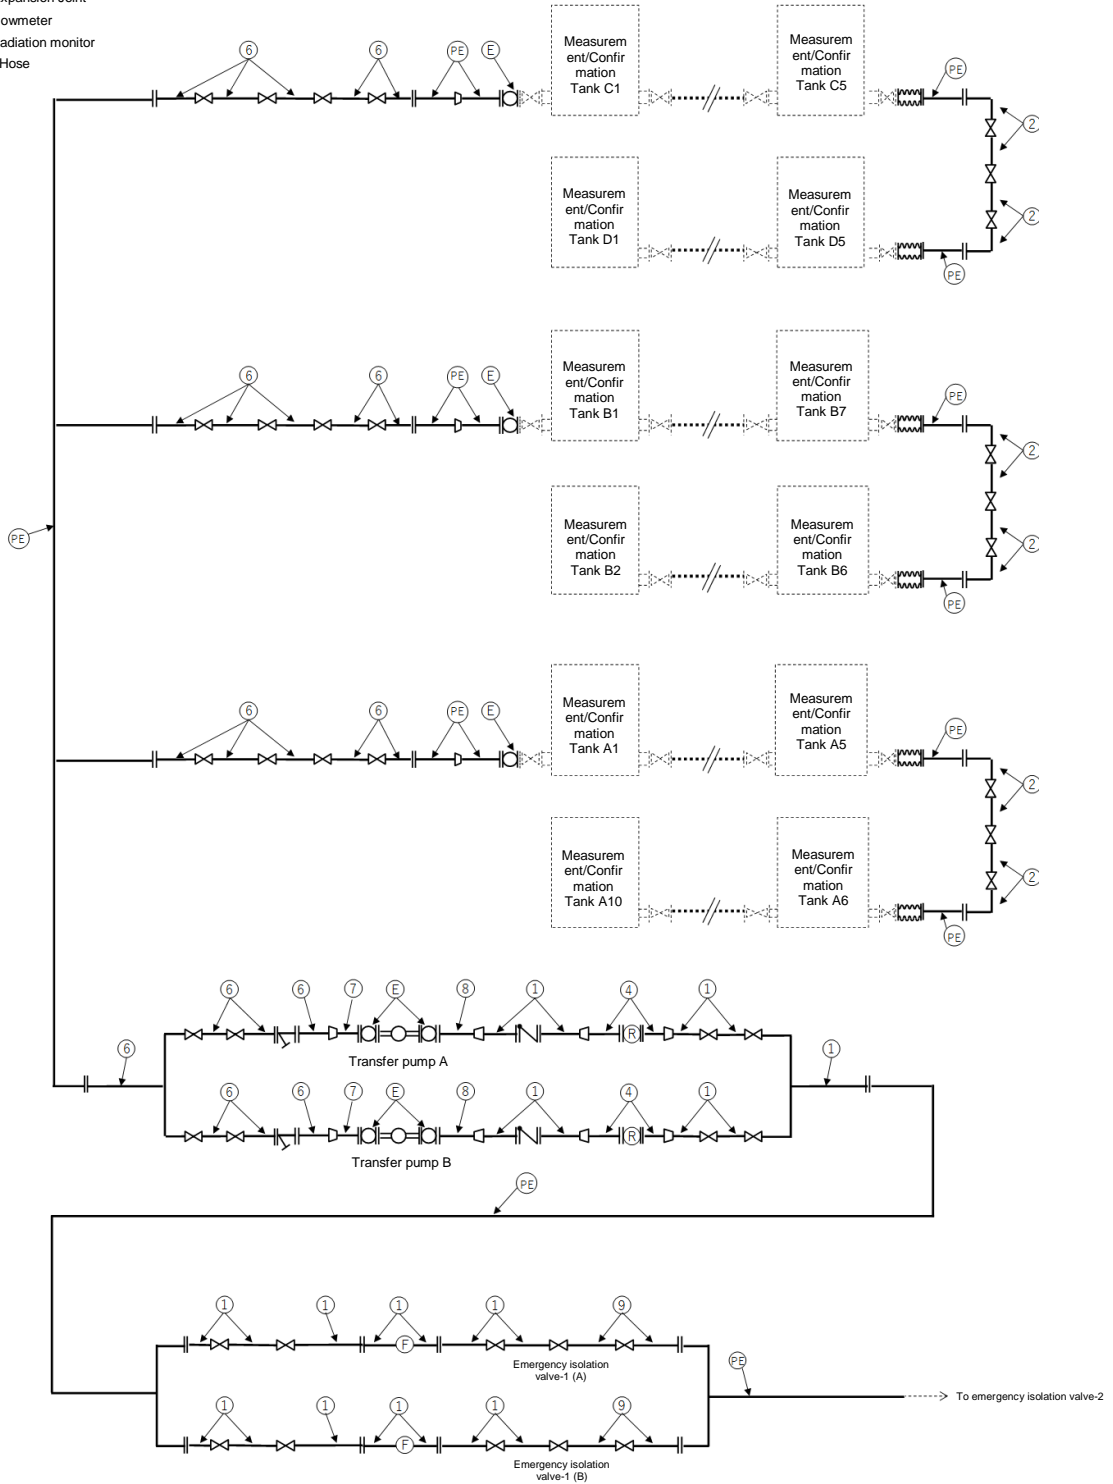 xpansion Joint
owmeter
adiation monitor
Hose
6 6 PE E
Measurem
ent/Confir
mation
Tank C1
Measurem
ent/Confir
mation
Tank C5
PE
2
Measurem
ent/Confir
mation
Tank D1
Measurem
ent/Confir
mation
Tank D5
2
PE
6 6 PE E
Measurem
ent/Confir
mation
Tank B1
Measurem
ent/Confir
mation
Tank B7
PE
2
PE
Measurem
ent/Confir
mation
Tank B2
Measurem
ent/Confir
mation
Tank B6
2
PE
6 6 PE E
Measurem
ent/Confir
mation
Tank A1
Measurem
ent/Confir
mation
Tank A5
PE
2
Measurem
ent/Confir
mation
Tank A10
Measurem
ent/Confir
mation
Tank A6
2
PE
6 6 7 E 8 1 4 1
R
6 1
Transfer pump A
6 6 7 E 8 1 4 1
R
Transfer pump B
PE
1 1 1 1 9
F
Emergency isolation
valve-1 (A)
PE
To emergency isolation valve-2
1 1 1 1 9
F
Emergency isolation
valve-1 (B)